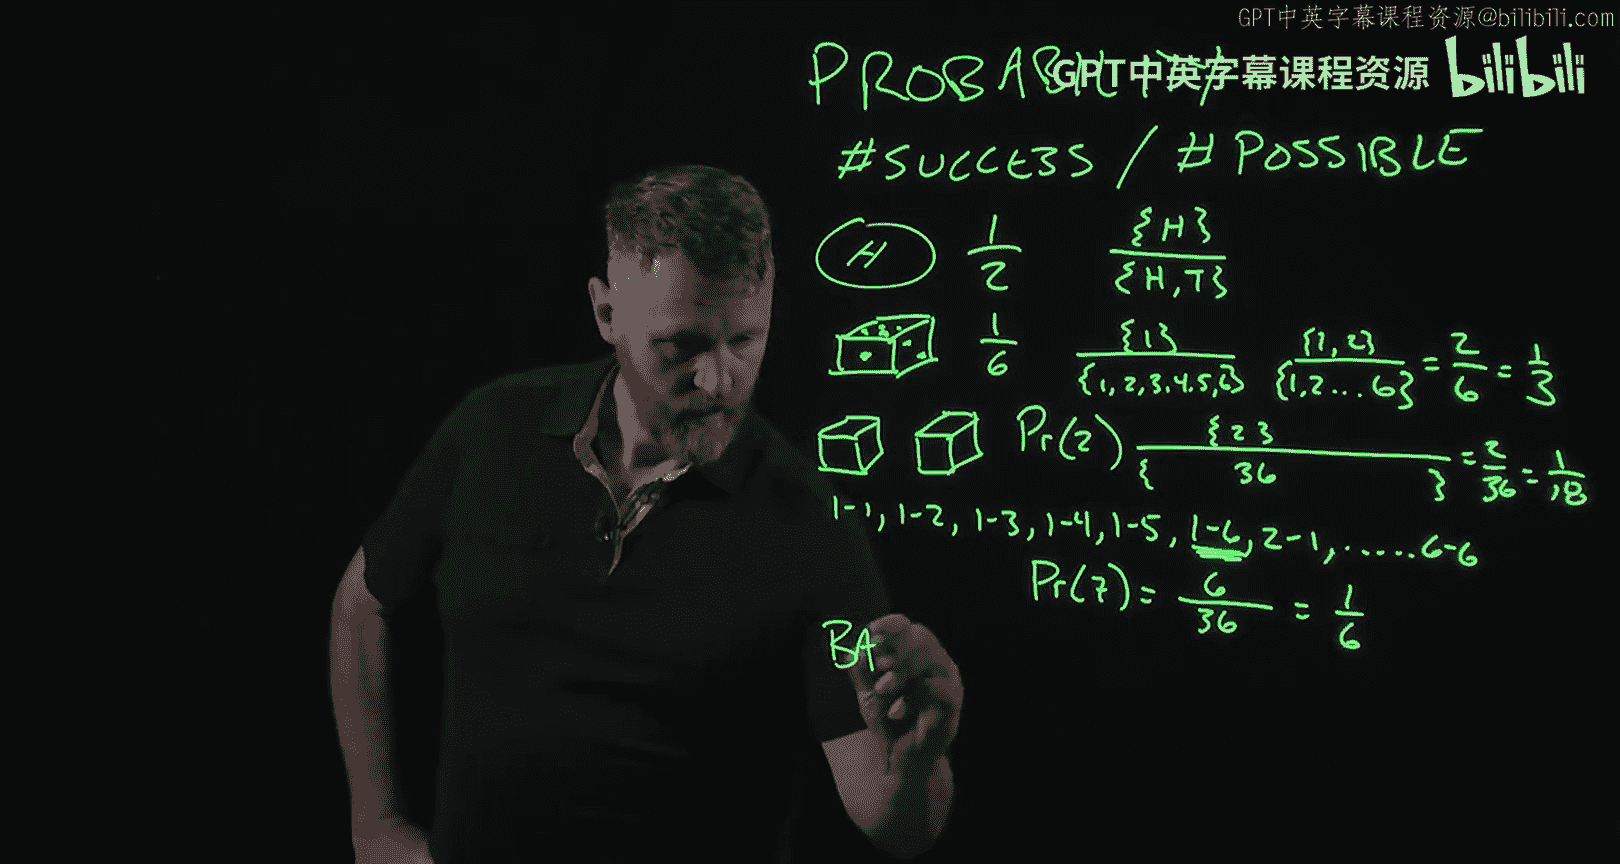 GPT中英字幕课程资源@bilibili.com
GPT中英字幕课程资源 bilibili
PROBABILITY
#SUCCESS / # POSSIBLE
H 1/2 {H}/{H,T}
1/6 {1}/{1,2,3.4.5,6} {1,2}/{1,2...6} = 2/6 = 1/3
Pr(2) {2}/{36} = 2/36 = 1/18
1-1, 1-2, 1-3, 1-4, 1-5, 1-6, 2-1, ...... 6-6
Pr(7) = 6/36 = 1/6
BA